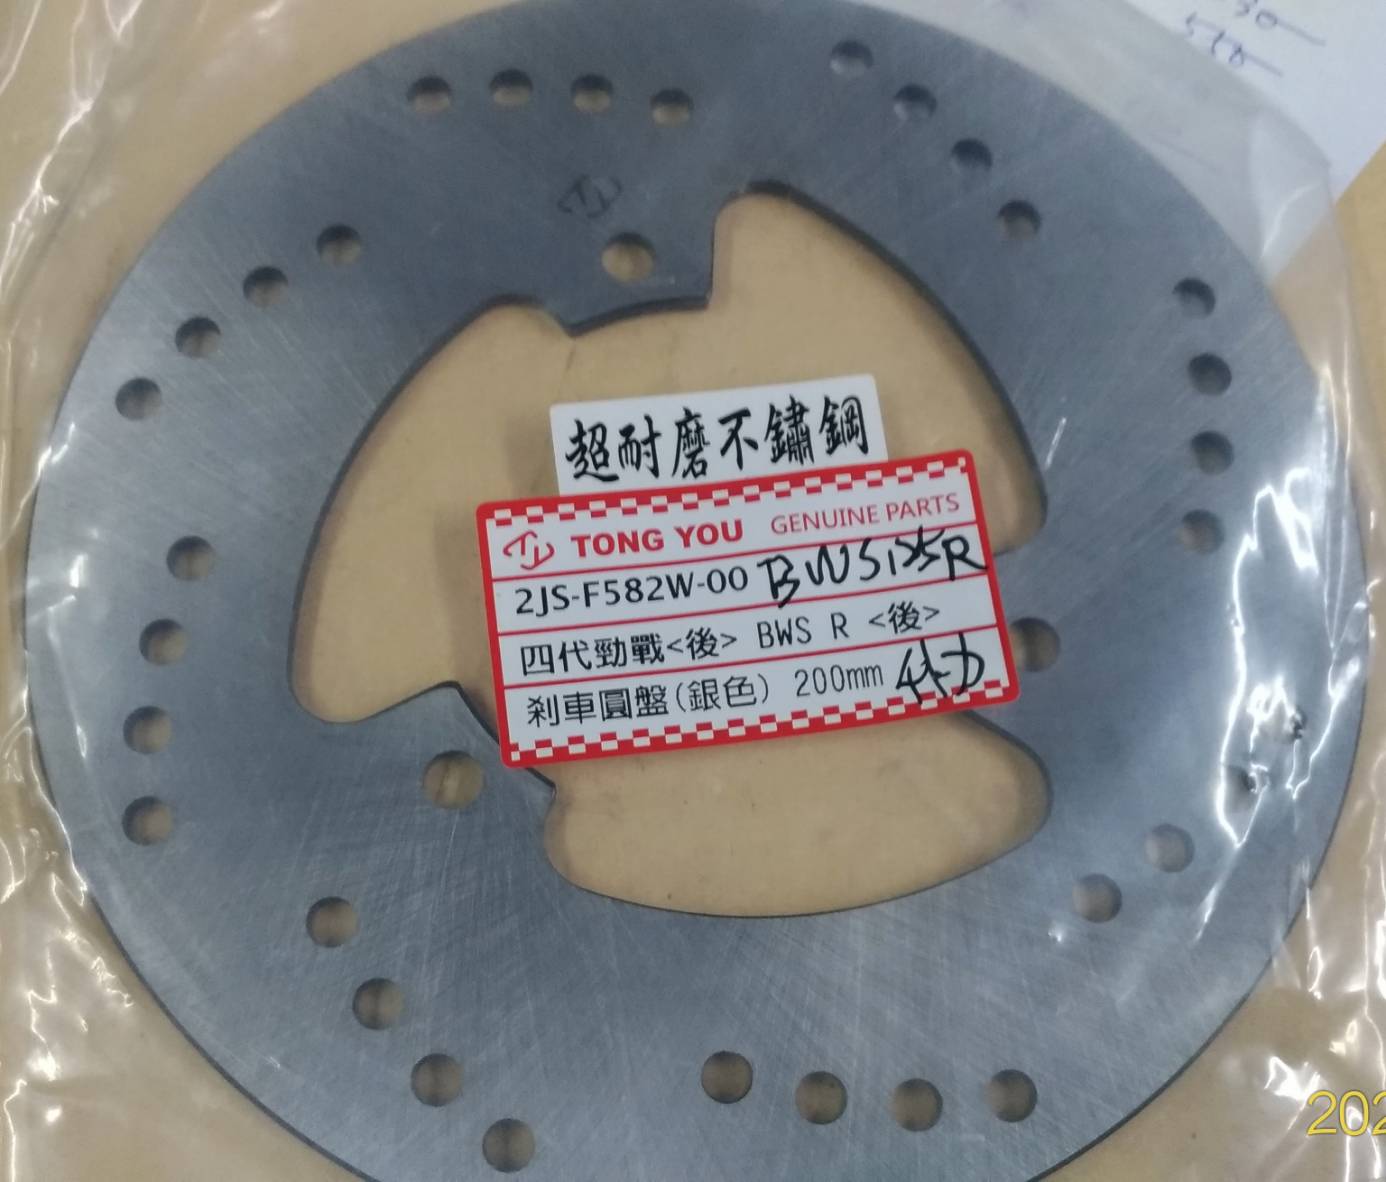 超耐磨不鏽鋼
TONG YOU GENUINE PARTS
2JS-F582W-00 BWS125R
四代勁戰<後> BWS R <後>
剎車圓盤(銀色) 200mm
202